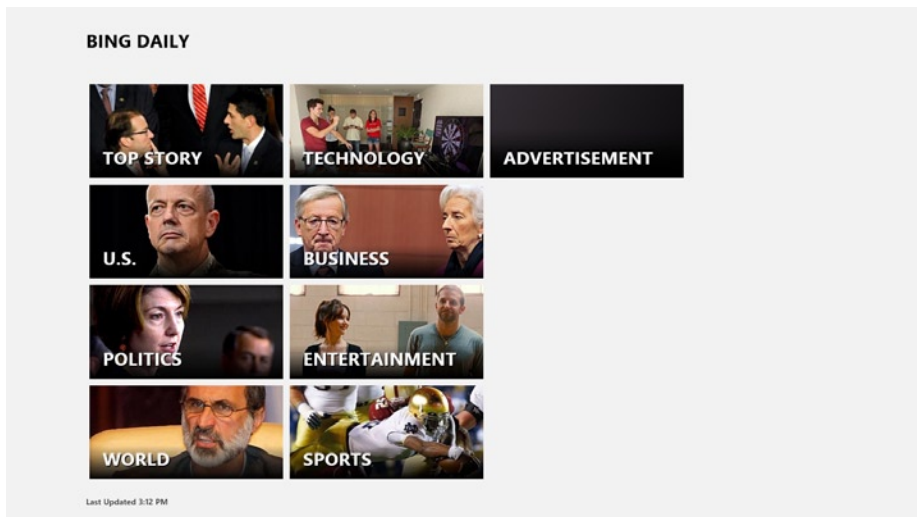 BING DAILY
TOP STORY
TECHNOLOGY
ADVERTISEMENT
U.S.
BUSINESS
POLITICS
ENTERTAINMENT
WORLD
SPORTS
Last Updated 3:12 PM